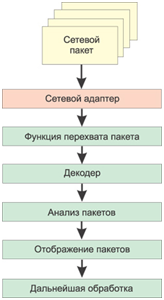 Сетевой
пакет
Сетевой адаптер
Функция перехвата пакета
Декодер
Анализ пакетов
Отображение пакетов
Дальнейшая обработка